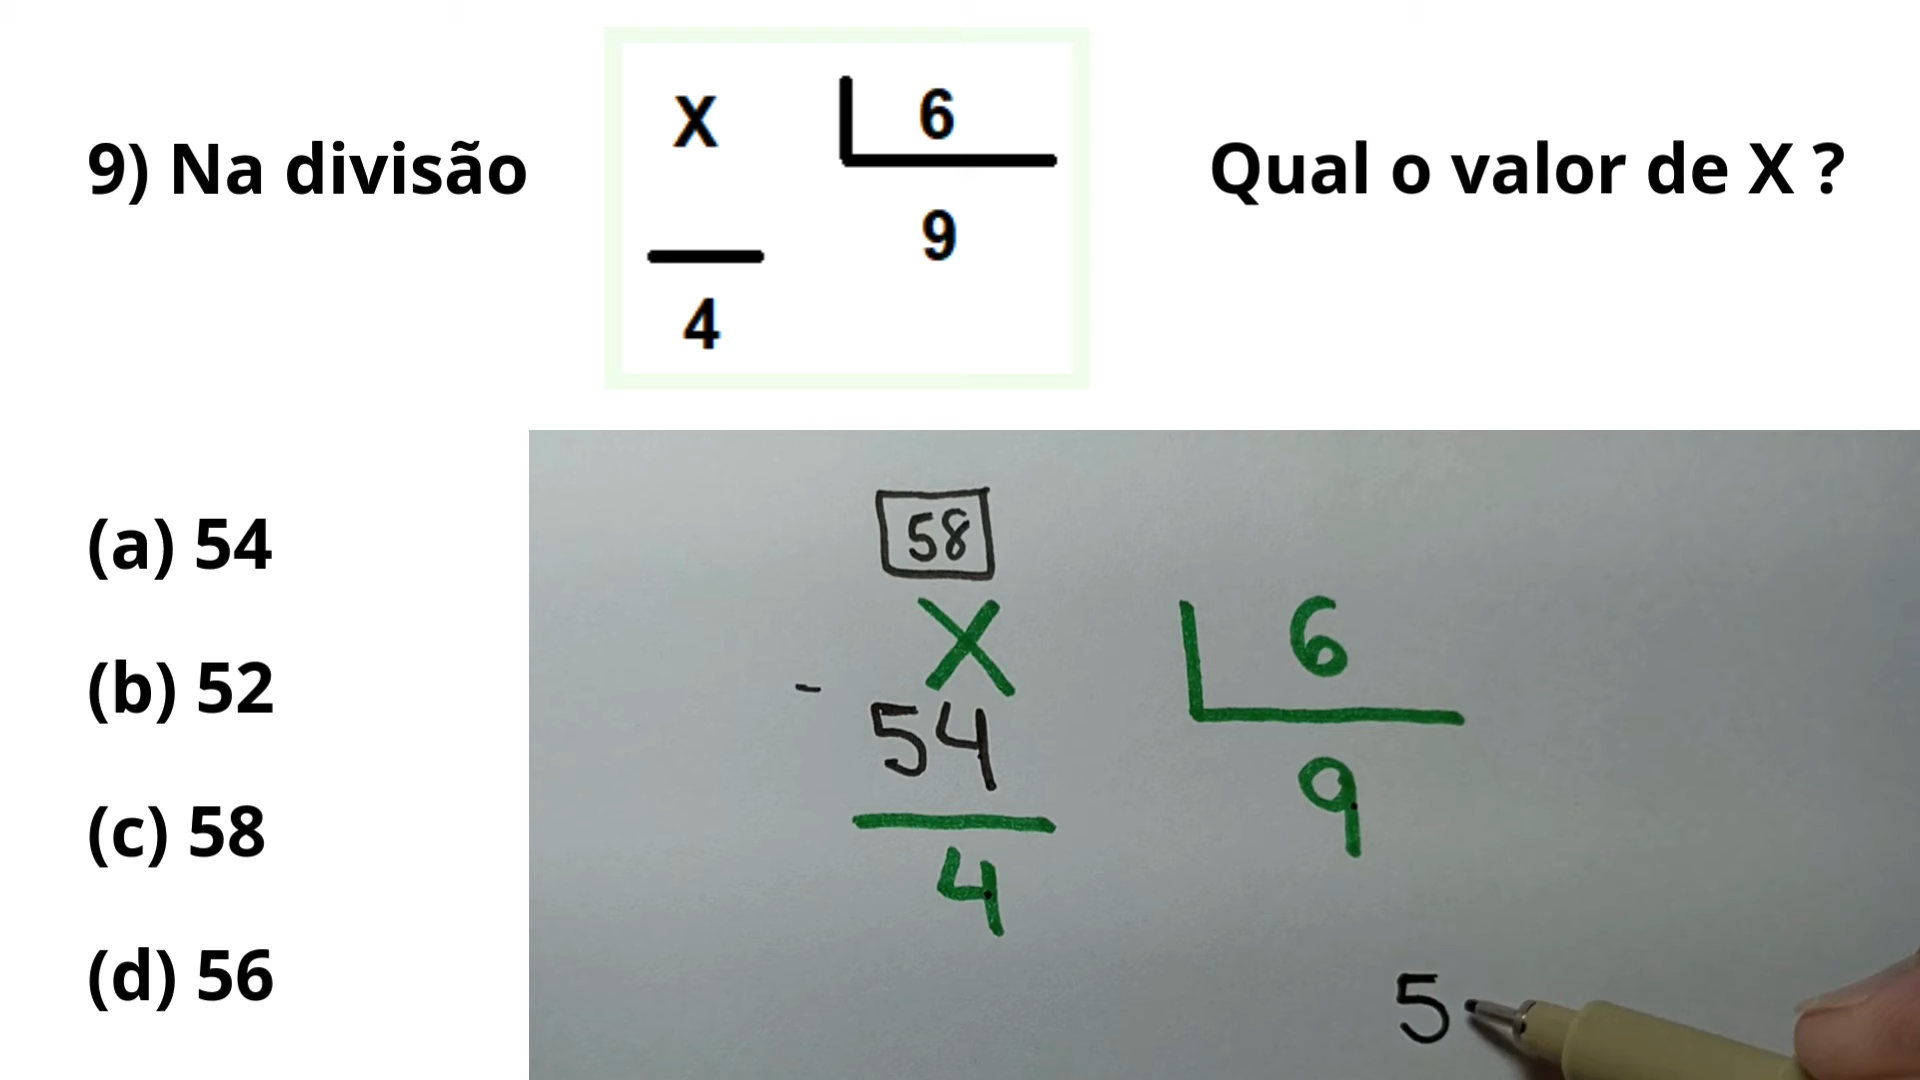 9) Na divisão
X 6
9
4
Qual o valor de X ?
(a) 54
(b) 52
(c) 58
(d) 56
58
X 6
- 54
9
4
5